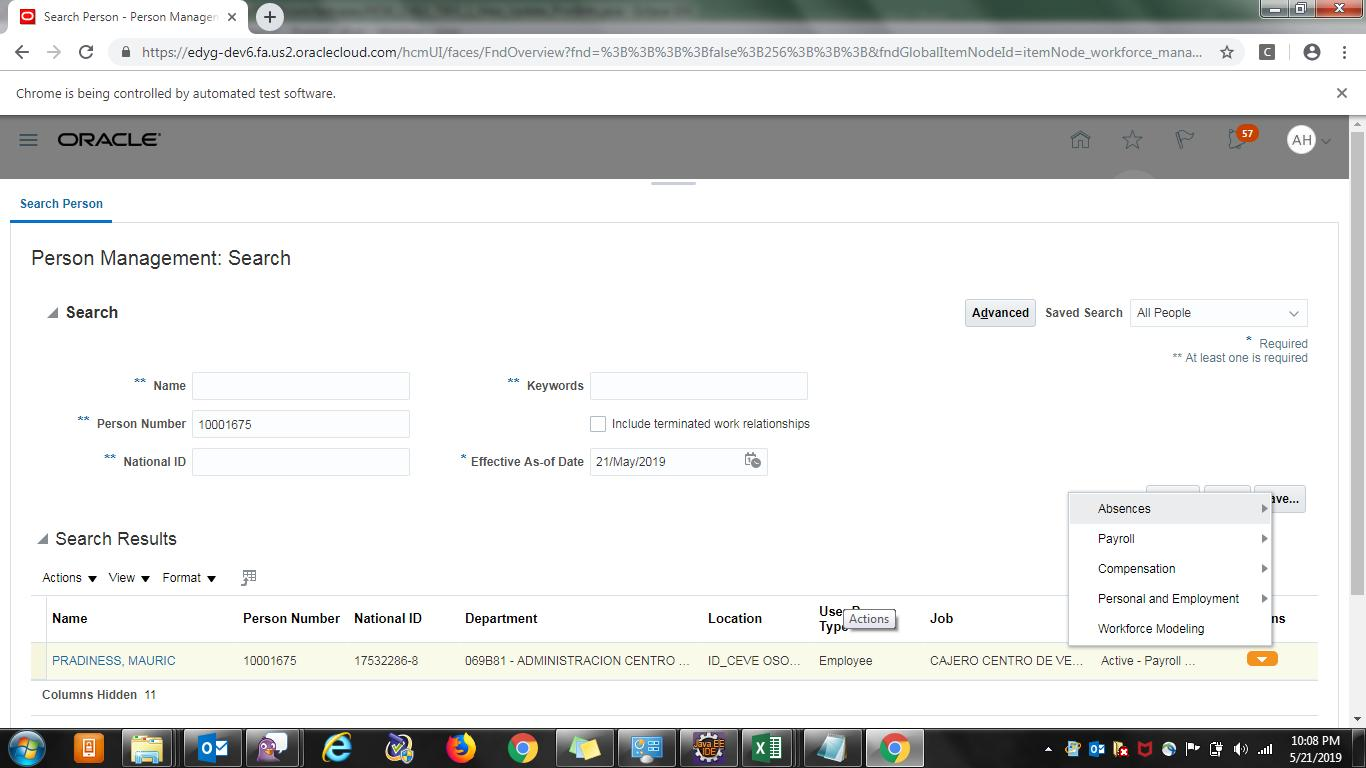 Search Person - Person Managem
https://edyg-dev6.fa.us2.oraclecloud.com/hcmUI/faces/FndOverview?fnd=%3B%3B%3B%3Bfalse%3B256%3B%3B%3B&fndGlobalItemNodeId=itemNode_workforce_mana...
C
Chrome is being controlled by automated test software.
ORACLE
57
AH
Search Person
Person Management: Search
Search
Advanced
Saved Search
All People
* Required
** At least one is required
** Name
** Keywords
** Person Number
10001675
Include terminated work relationships
** National ID
* Effective As-of Date
21/May/2019
ave...
Absences
Payroll
Compensation
Personal and Employment
Workforce Modeling
Search Results
Actions
View
Format
Name
Person Number
National ID
Department
Location
Actions
Job
PRADINESS, MAURIC
10001675
17532286-8
069B81 - ADMINISTRACION CENTRO ...
ID_CEVE OSO...
Employee
CAJERO CENTRO DE VE...
Active - Payroll ...
Columns Hidden 11
Java EE
IDE
10:08 PM
5/21/2019